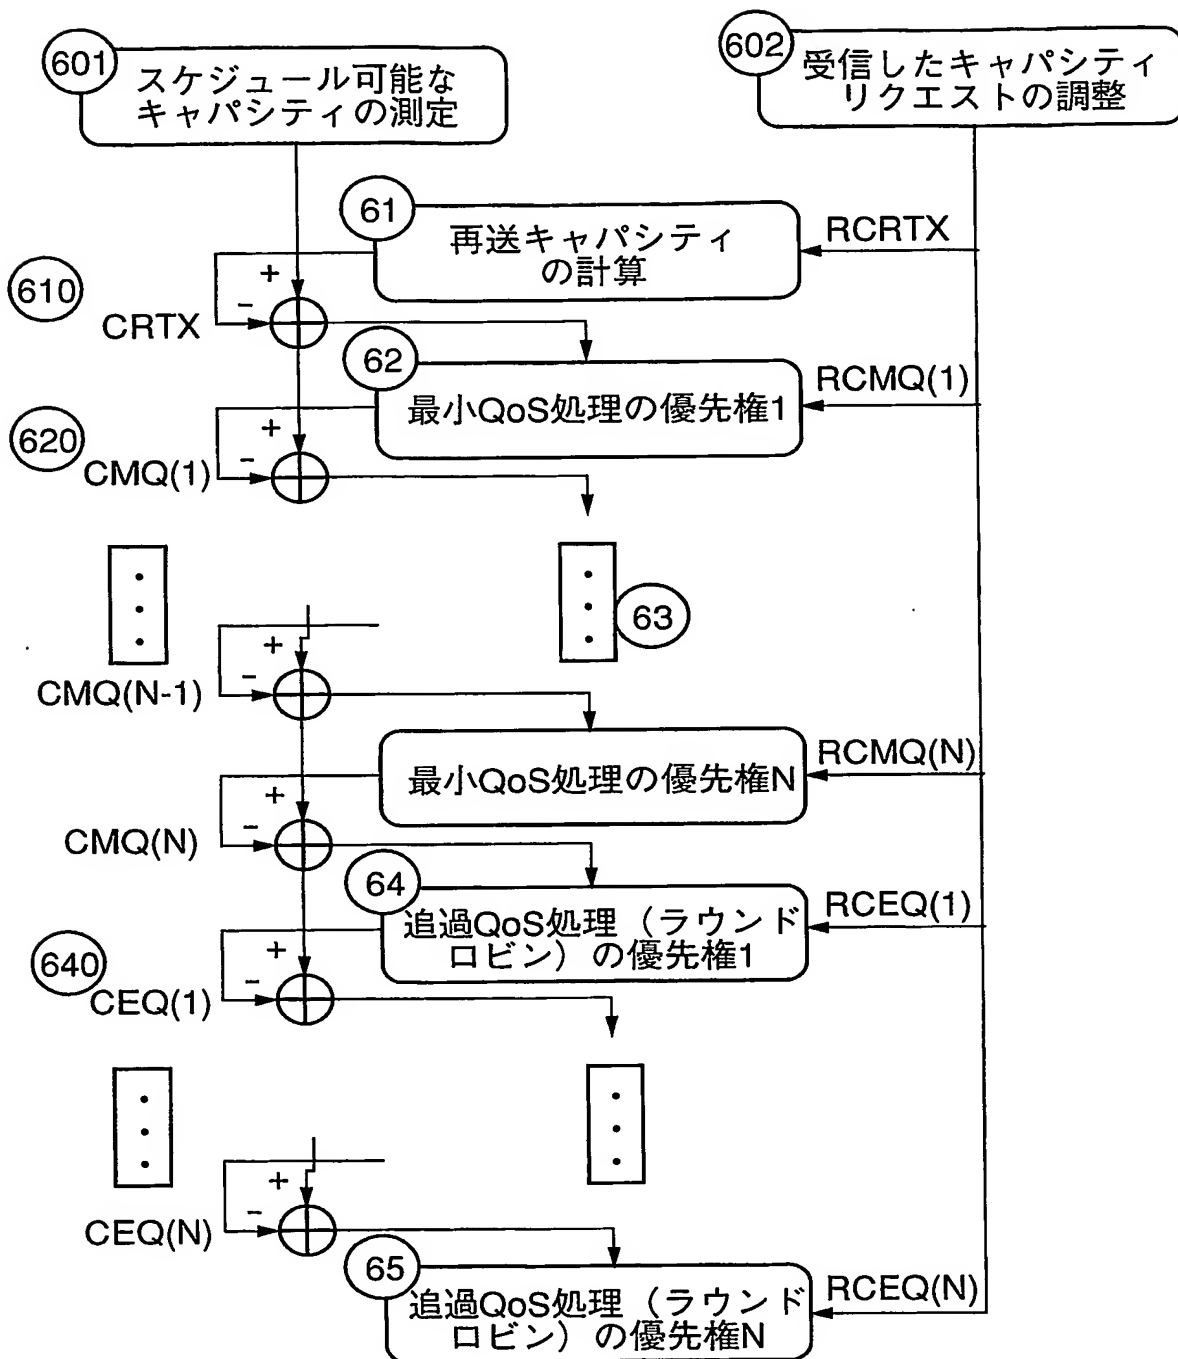 601
スケジュール可能な
キャパシティの測定
602
受信したキャパシティ
リクエストの調整
61
再送キャパシティ
の計算
RCRTX
610
+
-
CRTX
62
最小QoS処理の優先権1
RCMQ(1)
620
+
-
CMQ(1)
63
+
-
CMQ(N-1)
最小QoS処理の優先権N
RCMQ(N)
+
-
CMQ(N)
64
追過QoS処理（ラウンド
ロビン）の優先権1
RCEQ(1)
640
+
-
CEQ(1)
+
-
CEQ(N)
65
追過QoS処理（ラウンド
ロビン）の優先権N
RCEQ(N)